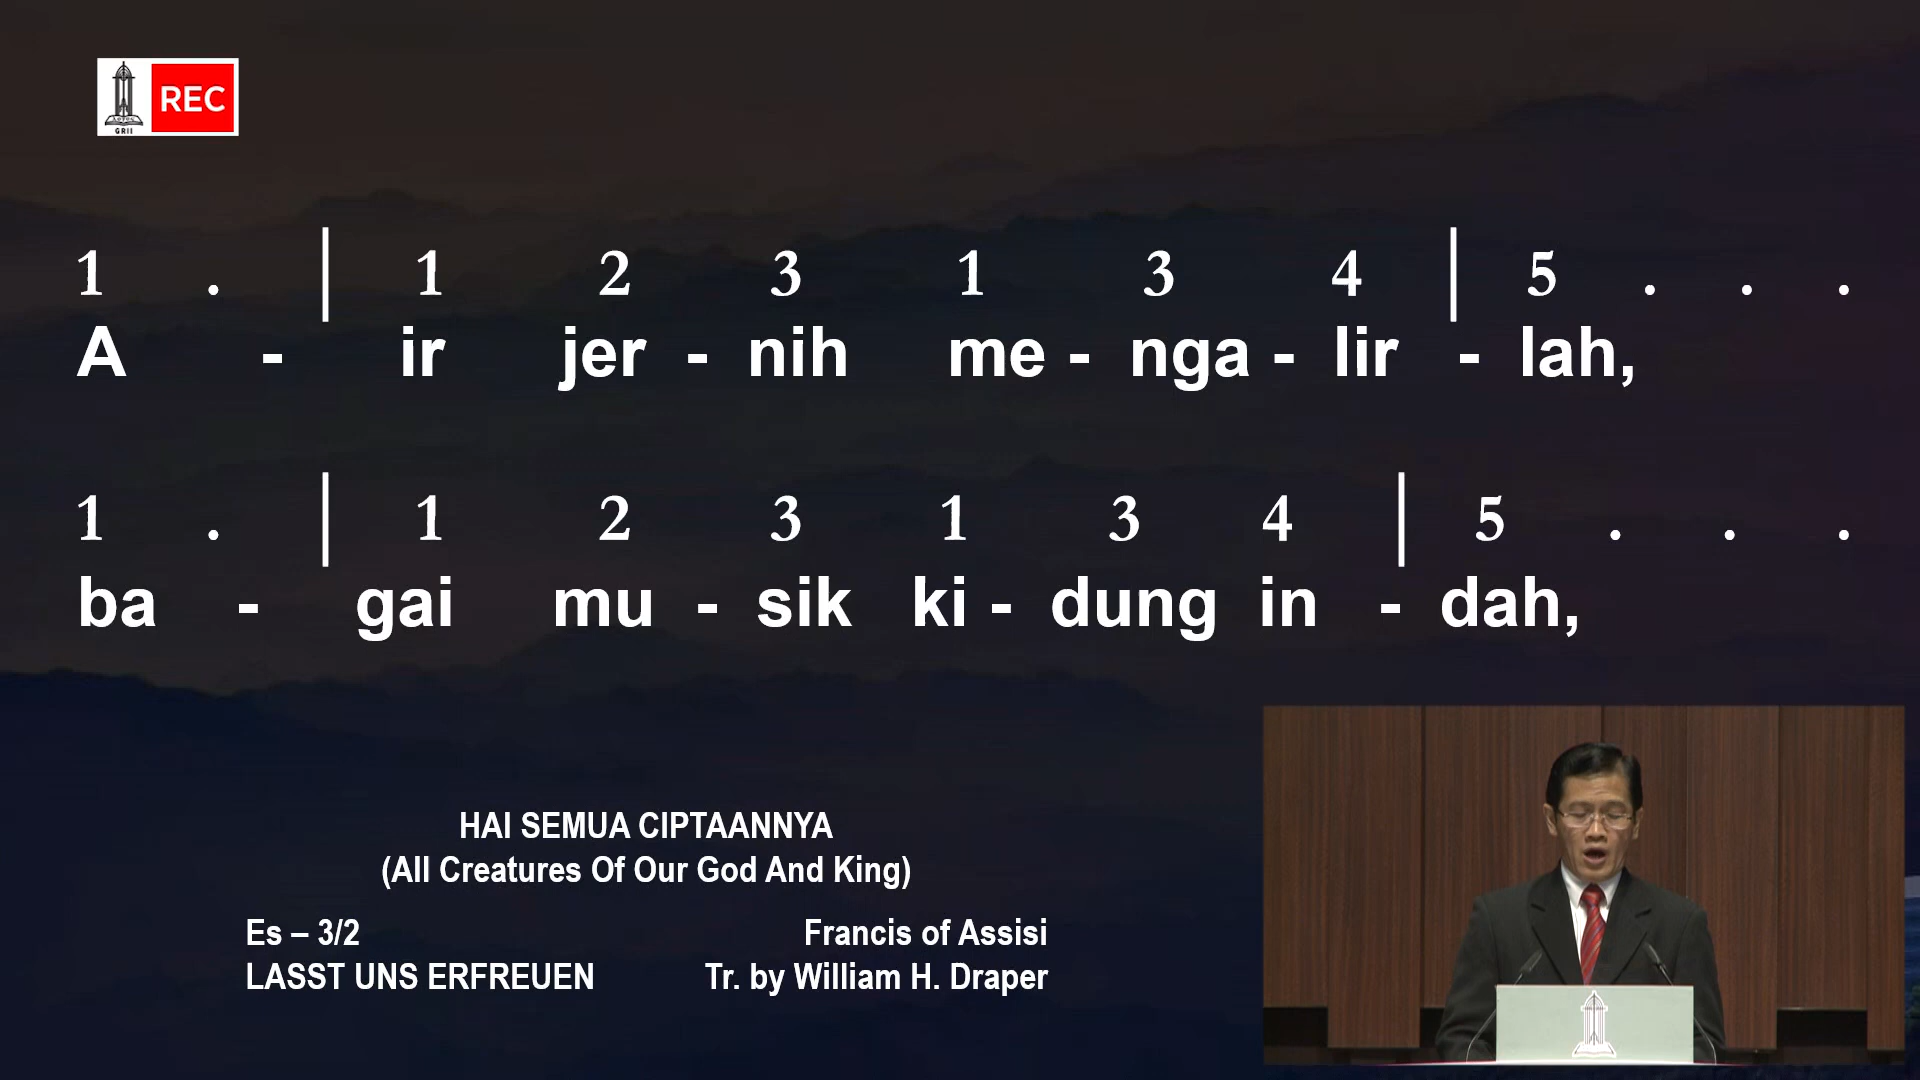 GRII
REC
1 . | 1 2 3 1 3 4 | 5 . . .
A - ir jer - nih me - nga - lir - lah,
1 . | 1 2 3 1 3 4 | 5 . . .
ba - gai mu - sik ki - dung in - dah,
HAI SEMUA CIPTAANNYA
(All Creatures Of Our God And King)
Es – 3/2 Francis of Assisi
LASST UNS ERFREUEN Tr. by William H. Draper